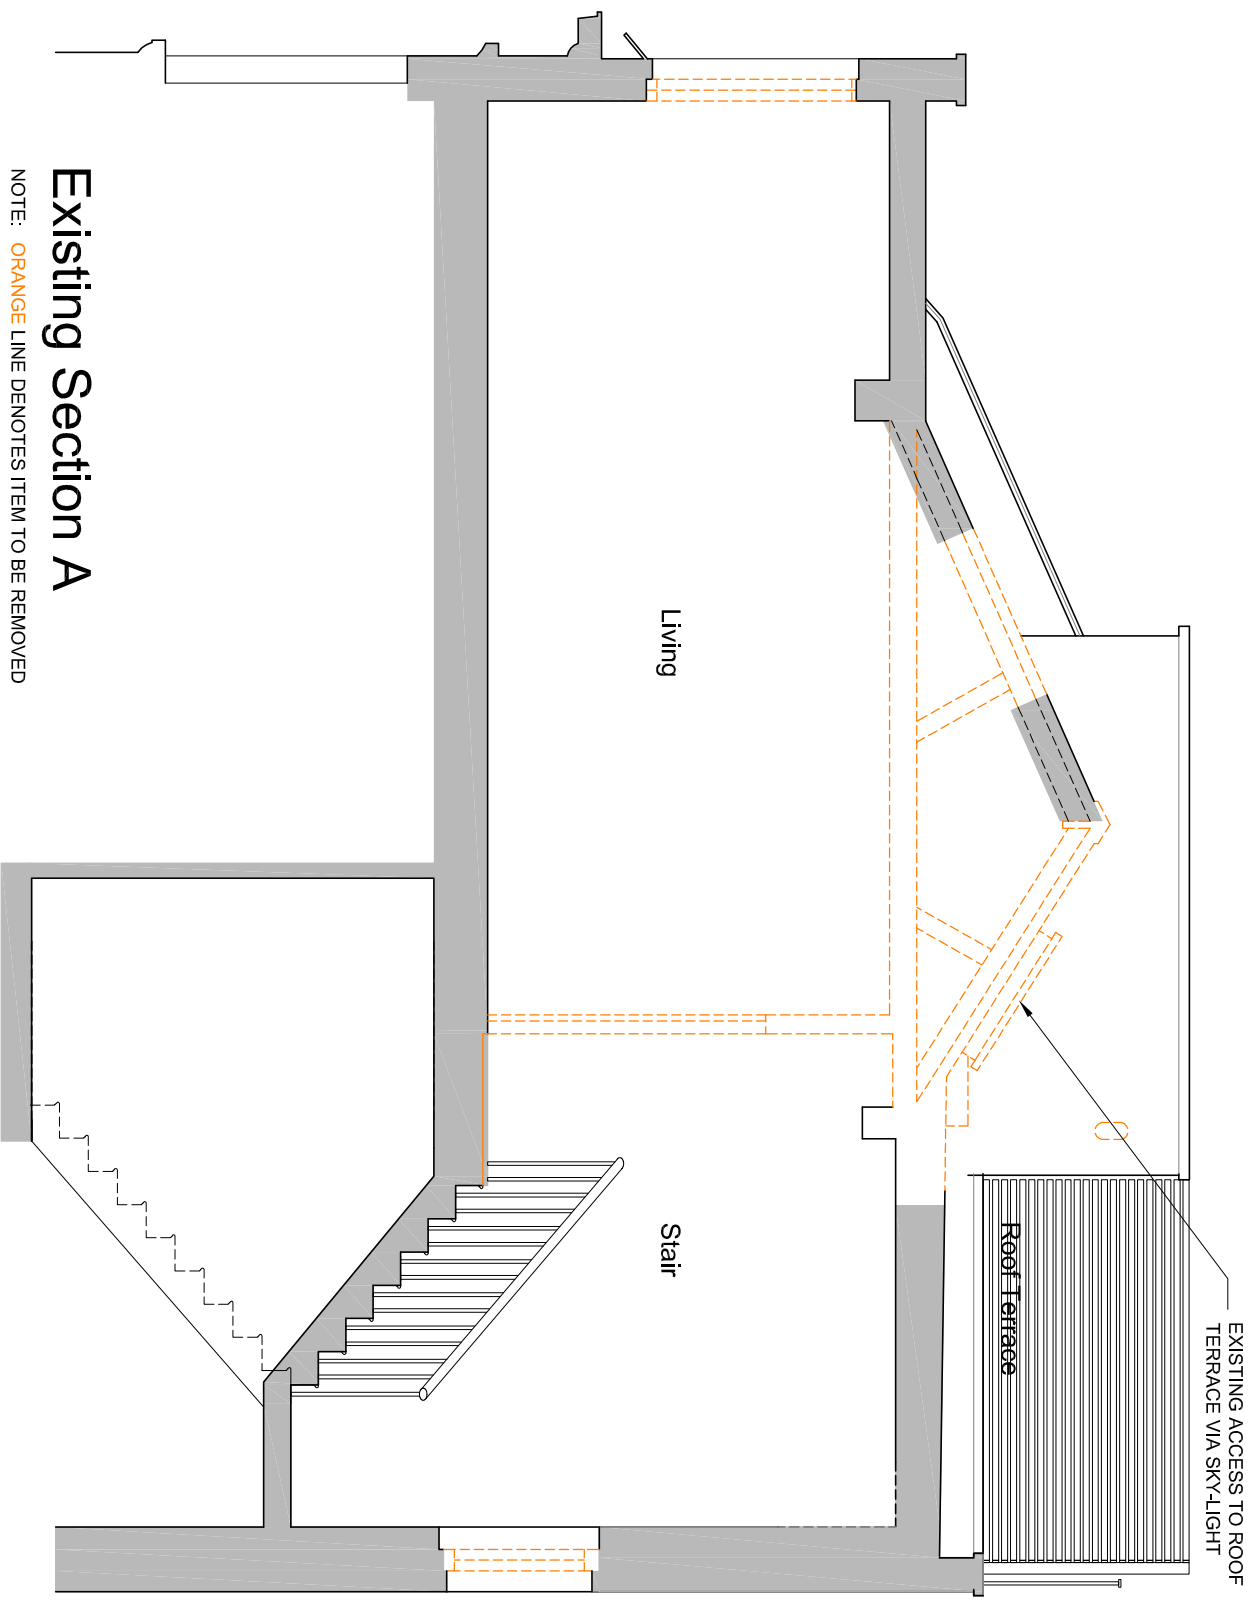 EXISTING ACCESS TO ROOF
TERRACE VIA SKY-LIGHT
Roof Terrace
Living
Stair
Existing Section A
NOTE: ORANGE LINE DENOTES ITEM TO BE REMOVED